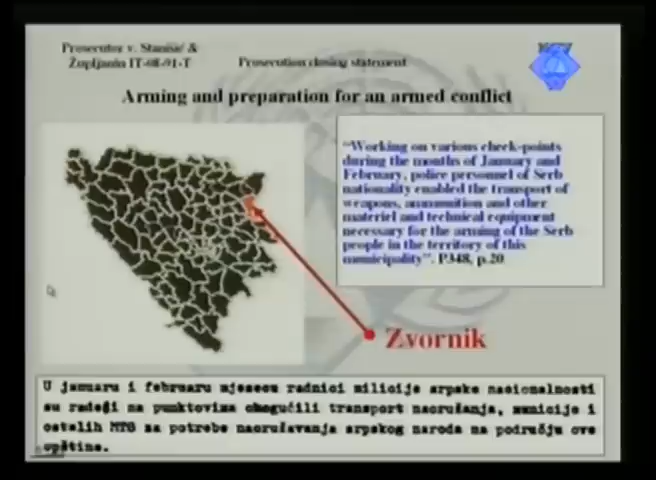 Prosecutor v. Stanišić &
Župljanin IT-08-91-T
Prosecution closing statement
ICTY
Arming and preparation for an armed conflict
"Working on various check-points
during the months of January and
February, police personnel of Serb
nationality enabled the transport of
weapons, ammunition and other
materiel and technical equipment
necessary for the arming of the Serb
people in the territory of this
municipality". P348, p.20
Zvornik
U januaru i februaru mjesecu radnici milicije srpske nacionalnosti
su radeći na punktovima omogućili transport naoružanja, municije i
ostalih MTS za potrebe naoružavanja srpskog naroda na području ove
opštine.